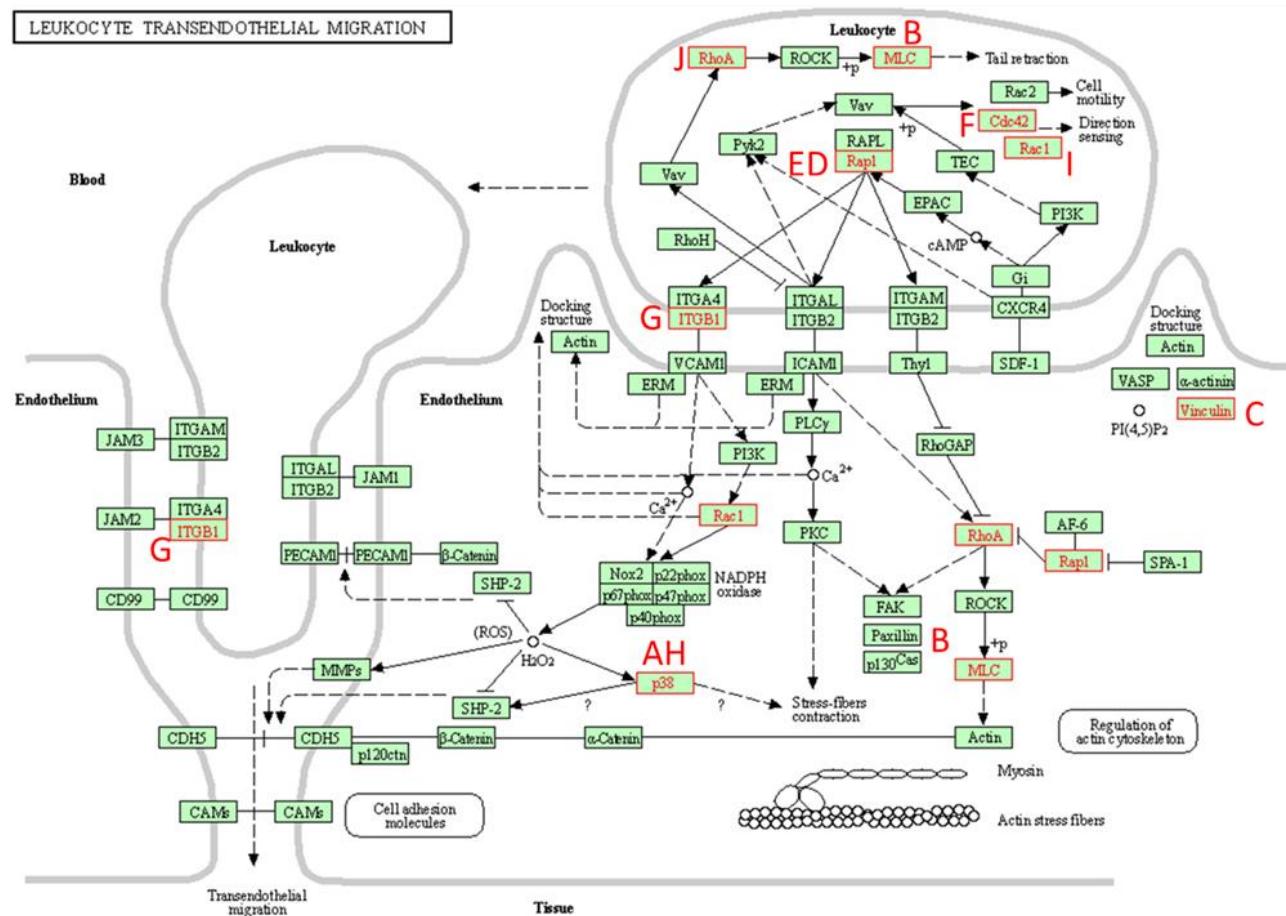 LEUKOCYTE TRANSENDOTHELIAL MIGRATION
Leukocyte
B
J
RhoA
ROCK
+p
MLC
Tail retraction
Rac2
Cell
motility
Vav
+p
F
Cdc42
Direction
sensing
Rac1
I
Pyk2
RAPL
ED
Rap1
TEC
Blood
Vav
EPAC
PI3K
cAMP
Leukocyte
RhoH
Gi
ITGA4
ITGB1
G
ITGAL
ITGB2
ITGAM
ITGB2
CXCR4
Docking
structure
Actin
VCAM1
ICAM1
Thy1
SDF-1
ERM
ERM
Docking
structure
Actin
VASP
α-actinin
PI(4,5)P2
Vinculin
C
Endothelium
Endothelium
JAM3
ITGAM
ITGB2
PLCγ
RhoGAP
PI3K
ITGAL
ITGB2
JAM1
Ca2+
Ca2+
JAM2
ITGA4
ITGB1
G
Rac1
PKC
RhoA
AF-6
Rap1
SPA-1
PECAM1
PECAM1
β-Catenin
SHP-2
Nox2
p22phox
p67phox
p47phox
p40phox
NADPH
oxidase
CD99
CD99
FAK
Paxillin
p130Cas
ROCK
+p
B
MLC
(ROS)
H2O2
AH
p38
MMPs
SHP-2
?
?
Stress-fibers
contraction
CDH5
CDH5
p120ctn
β-Catenin
α-Catenin
Actin
Regulation of
actin cytoskeleton
Myosin
CAMs
CAMs
Cell adhesion
molecules
Actin stress fibers
Transendothelial
migration
Tissue